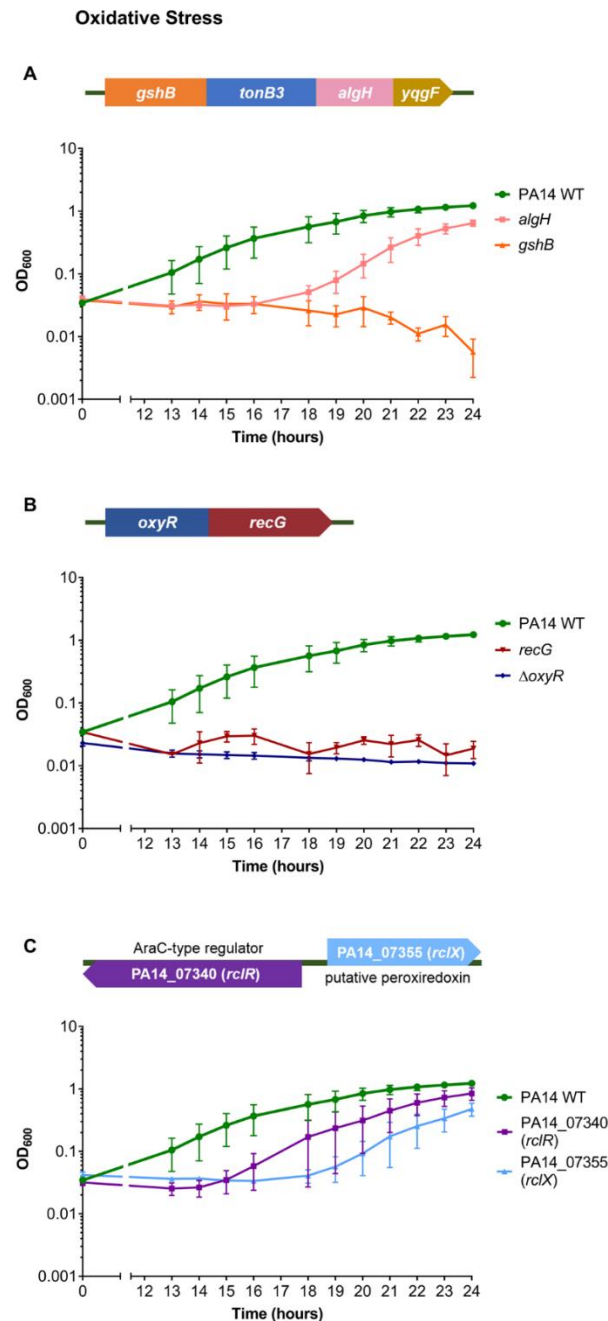 Oxidative Stress
A
gshB tonB3 algH yqgF
10
1
0.1
0.01
0.001
OD600
0 12 13 14 15 16 17 18 19 20 21 22 23 24
Time (hours)
PA14 WT
algH
gshB
B
oxyR recG
10
1
0.1
0.01
0.001
OD600
0 12 13 14 15 16 17 18 19 20 21 22 23 24
Time (hours)
PA14 WT
recG
ΔoxyR
C
AraC-type regulator
PA14_07355 (rclX)
PA14_07340 (rclR)
putative peroxiredoxin
10
1
0.1
0.01
0.001
OD600
0 12 13 14 15 16 17 18 19 20 21 22 23 24
Time (hours)
PA14 WT
PA14_07340
(rclR)
PA14_07355
(rclX)